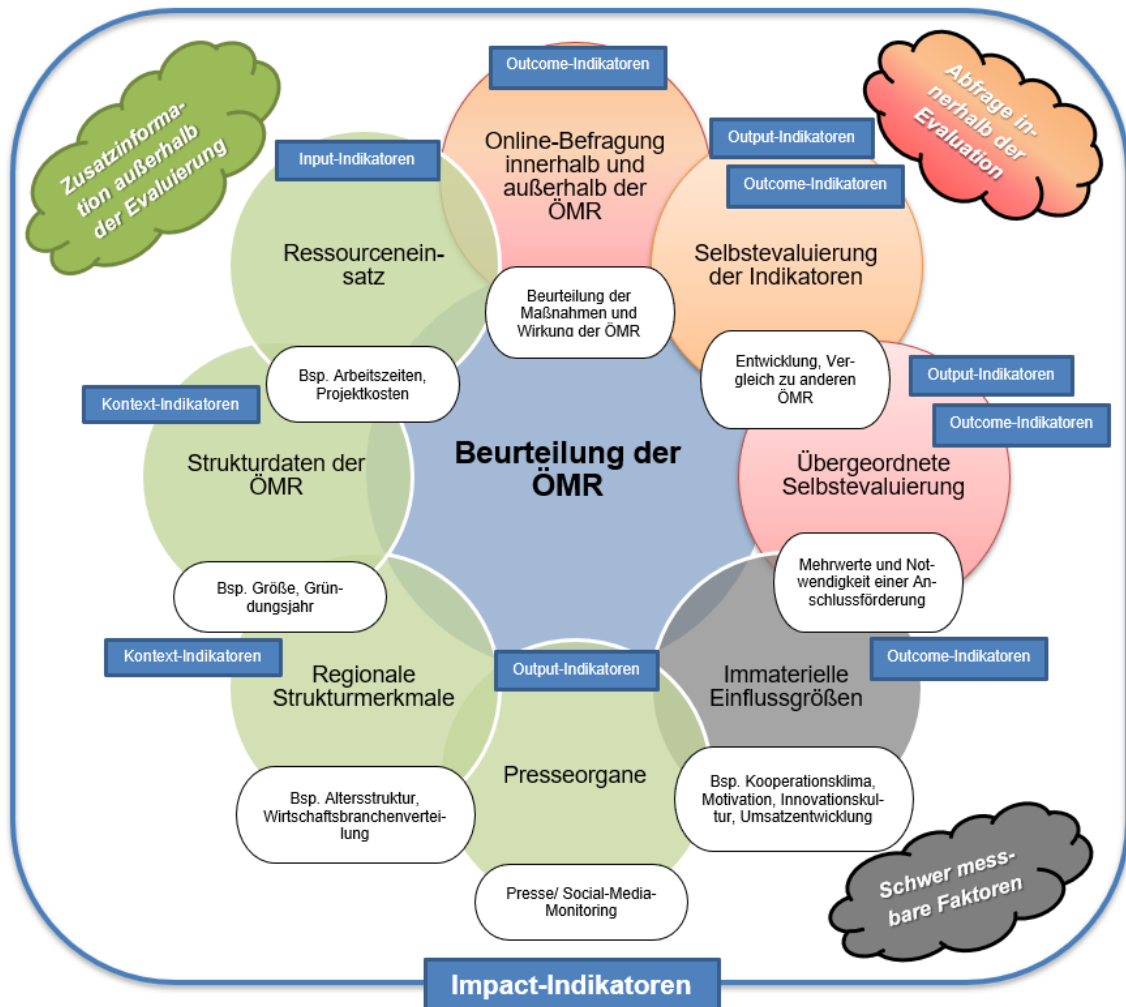 Zusatzinforma-
tion außerhalb
der Evaluierung
Outcome-Indikatoren
Online-Befragung
innerhalb und
außerhalb der
ÖMR
Beurteilung der
Maßnahmen und
Wirkung der ÖMR
Abfrage in-
nerhalb der
Evaluation
Output-Indikatoren
Outcome-Indikatoren
Selbstevaluierung
der Indikatoren
Entwicklung, Ver-
gleich zu anderen
ÖMR
Input-Indikatoren
Ressourcenein-
satz
Bsp. Arbeitszeiten,
Projektkosten
Output-Indikatoren
Outcome-Indikatoren
Übergeordnete
Selbstevaluierung
Mehrwerte und Not-
wendigkeit einer An-
schlussförderung
Kontext-Indikatoren
Strukturdaten der
ÖMR
Bsp. Größe, Grün-
dungsjahr
Beurteilung der
ÖMR
Kontext-Indikatoren
Regionale
Strukturmerkmale
Bsp. Altersstruktur,
Wirtschaftsbranchenvertei-
lung
Output-Indikatoren
Presseorgane
Presse/ Social-Media-
Monitoring
Outcome-Indikatoren
Immaterielle
Einflussgrößen
Bsp. Kooperationsklima,
Motivation, Innovationskul-
tur, Umsatzentwicklung
Schwer mess-
bare Faktoren
Impact-Indikatoren